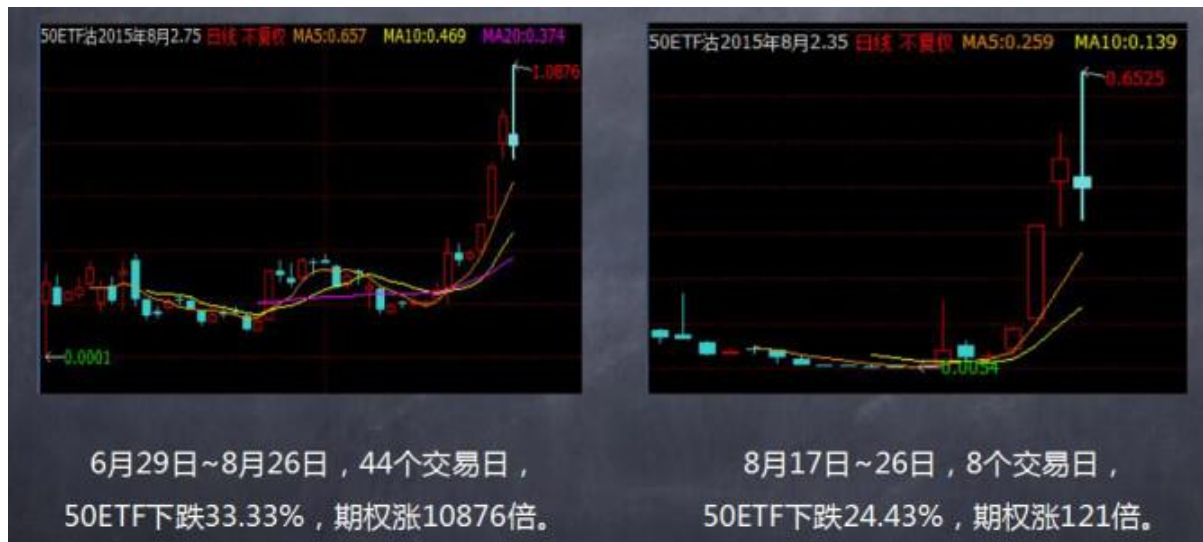 50ETF沽2015年8月2.75 日线 不复权 MA5:0.657 MA10:0.469 MA20:0.374
1.0876
0.0001
6月29日~8月26日，44个交易日，
50ETF下跌33.33%，期权涨10876倍。
50ETF沽2015年8月2.35 日线 不复权 MA5:0.259 MA10:0.139
0.6525
0.0054
8月17日~26日，8个交易日，
50ETF下跌24.43%，期权涨121倍。